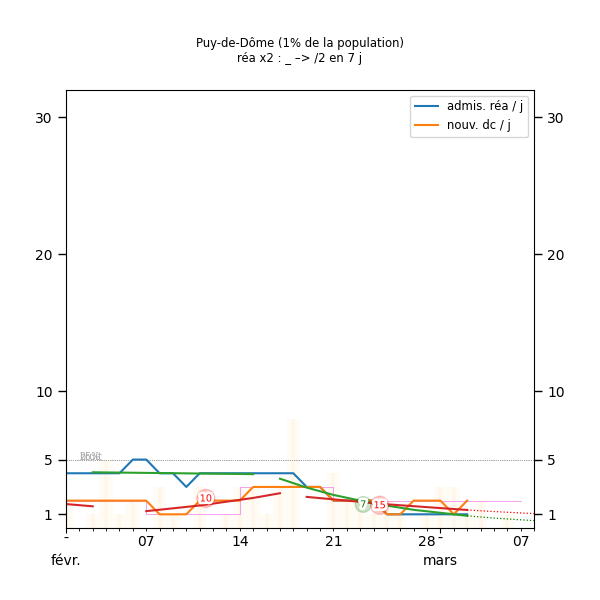 Puy-de-Dôme (1% de la population)
réa x2 : _ –> /2 en 7 j
admis. réa / j
nouv. dc / j
30 30
20 20
10 10
5 5
1 1
10
7 15
- 07 14 21 28 - 07
févr. mars